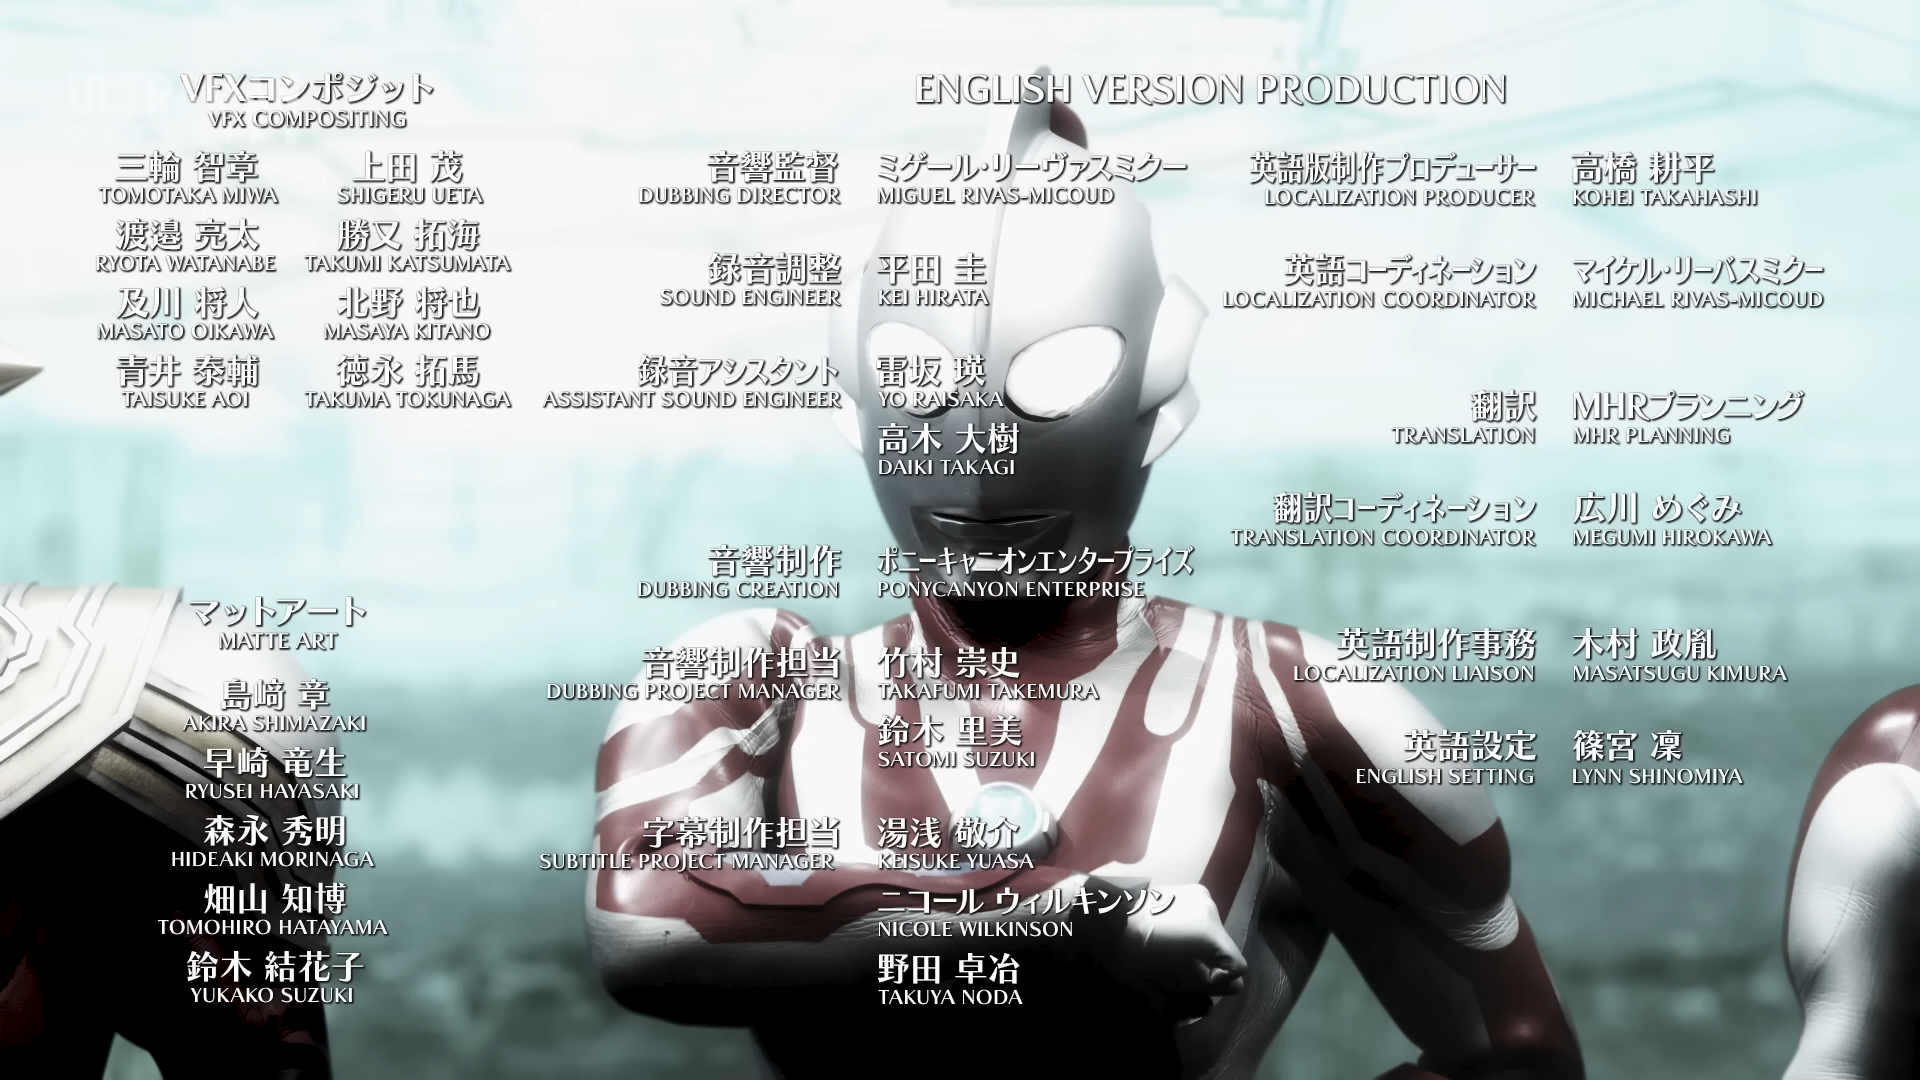 VFXコンポジット
VFX COMPOSITING
三輪 智章 上田 茂
TOMOTAKA MIWA SHIGERU UETA
渡邉 亮太 勝又 拓海
RYOTA WATANABE TAKUMI KATSUMATA
及川 将人 北野 将也
MASATO OIKAWA MASAYA KITANO
青井 泰輔 徳永 拓馬
TAISUKE AOI TAKUMA TOKUNAGA
マットアート
MATTE ART
島﨑 章
AKIRA SHIMAZAKI
早崎 竜生
RYUSEI HAYASAKI
森永 秀明
HIDEAKI MORINAGA
畑山 知博
TOMOHIRO HATAYAMA
鈴木 結花子
YUKAKO SUZUKI
ENGLISH VERSION PRODUCTION
音響監督 ミゲール・リーヴァスミクー
DUBBING DIRECTOR MIGUEL RIVAS-MICOUD
録音調整 平田 圭
SOUND ENGINEER KEI HIRATA
録音アシスタント 雷坂 瑛
ASSISTANT SOUND ENGINEER YO RAISAKA
高木 大樹
DAIKI TAKAGI
音響制作 ポニーキャニオンエンタープライズ
DUBBING CREATION PONYCANYON ENTERPRISE
音響制作担当 竹村 崇史
DUBBING PROJECT MANAGER TAKAFUMI TAKEMURA
鈴木 里美
SATOMI SUZUKI
字幕制作担当 湯浅 敬介
SUBTITLE PROJECT MANAGER KEISUKE YUASA
ニコール ウィルキンソン
NICOLE WILKINSON
野田 卓冶
TAKUYA NODA
英語版制作プロデューサー 高橋 耕平
LOCALIZATION PRODUCER KOHEI TAKAHASHI
英語コーディネーション マイケル・リーバスミクー
LOCALIZATION COORDINATOR MICHAEL RIVAS-MICOUD
翻訳 MHRプランニング
TRANSLATION MHR PLANNING
翻訳コーディネーション 広川 めぐみ
TRANSLATION COORDINATOR MEGUMI HIROKAWA
英語制作事務 木村 政胤
LOCALIZATION LIAISON MASATSUGU KIMURA
英語設定 篠宮 凜
ENGLISH SETTING LYNN SHINOMIYA